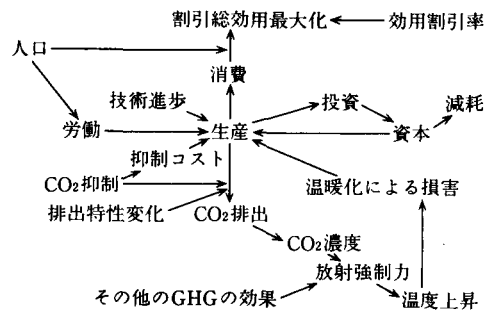 割引総効用最大化 効用割引率
人口
消費
技術進歩 投資 減耗
労働 生産 資本
抑制コスト
CO2抑制 温暖化による損害
排出特性変化 CO2排出
CO2濃度
放射強制力
その他のGHGの効果 温度上昇